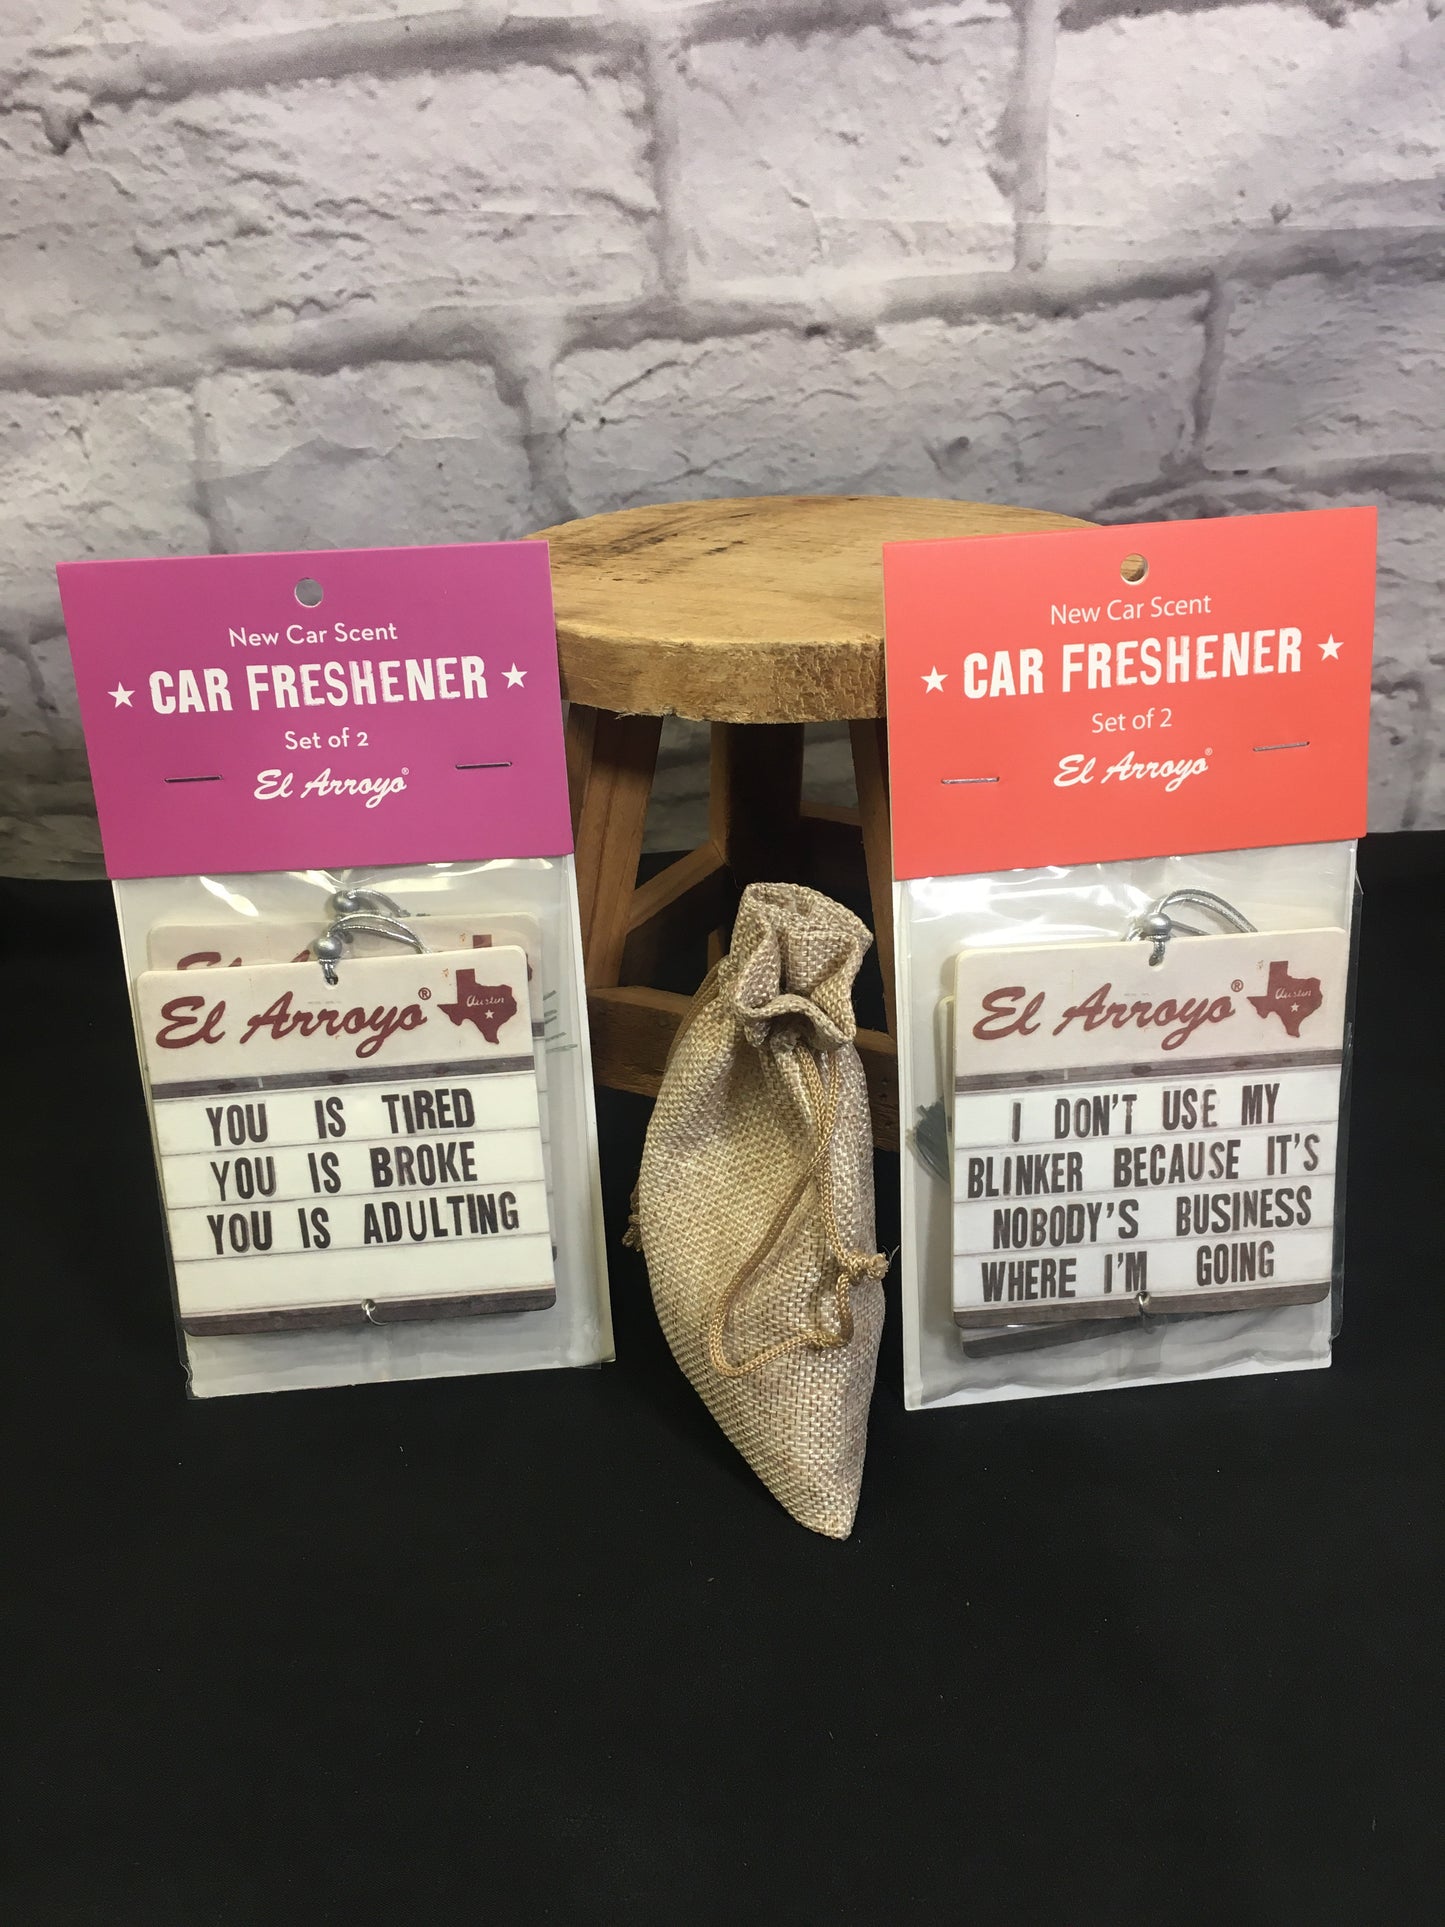 New Car Scent
★ CAR FRESHENER ★
Set of 2
El Arroyo®
El Arroyo®
Austin
YOU IS TIRED
YOU IS BROKE
YOU IS ADULTING
New Car Scent
★ CAR FRESHENER ★
Set of 2
El Arroyo®
El Arroyo®
Austin
I DON'T USE MY
BLINKER BECAUSE IT'S
NOBODY'S BUSINESS
WHERE I'M GOING